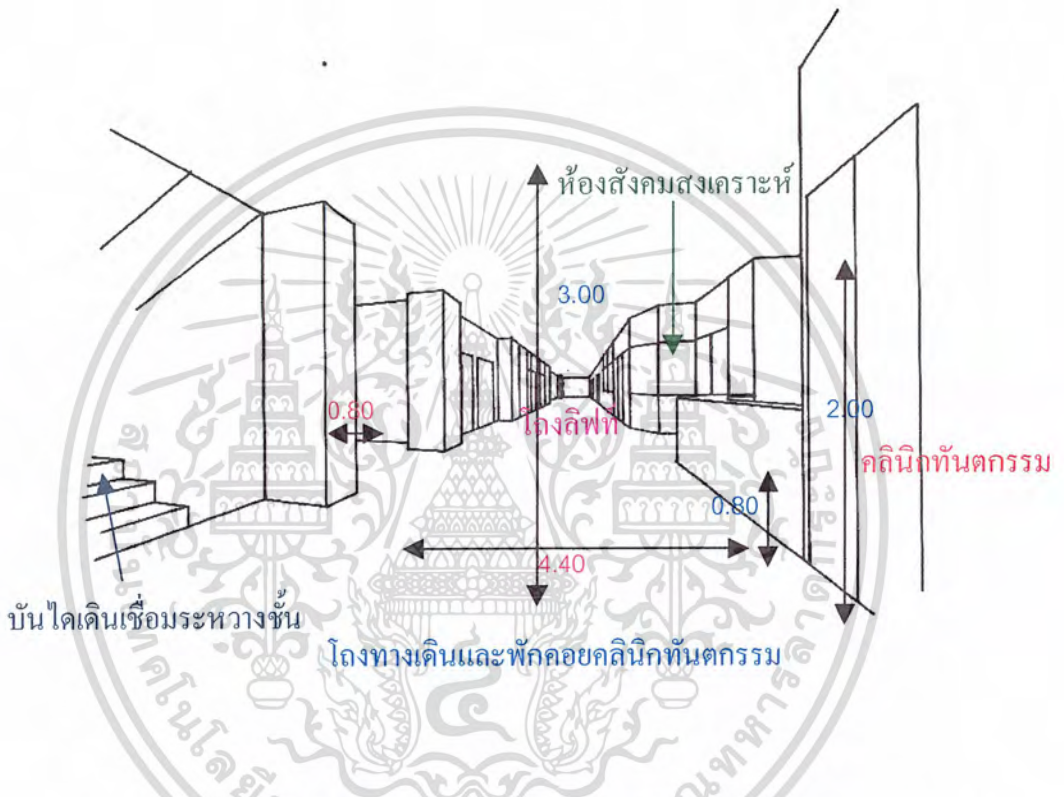 ห้องสังคมสงเคราะห์
3.00
0.80
โถงลิฟท์
2.00
คลินิกทันตกรรม
0.80
4.40
บันไดเดินเชื่อมระหวางชั้น
โถงทางเดินและพักคอยคลินิกทันตกรรม